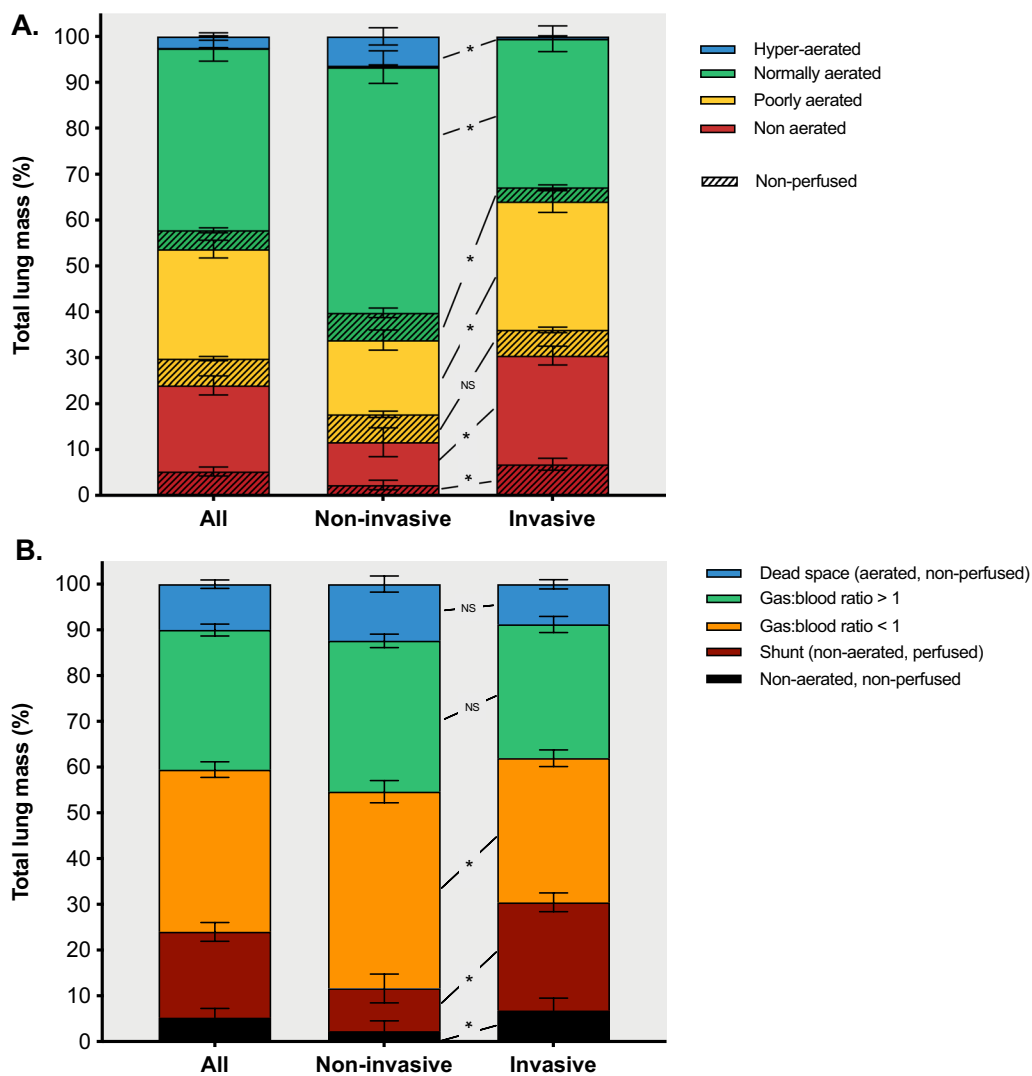 A.
Total lung mass (%)
100
90
80
70
60
50
40
30
20
10
0
*
*
*
*
NS
*
*
All
Non-invasive
Invasive
Hyper-aerated
Normally aerated
Poorly aerated
Non aerated
Non-perfused
B.
Total lung mass (%)
100
90
80
70
60
50
40
30
20
10
0
NS
NS
*
*
*
All
Non-invasive
Invasive
Dead space (aerated, non-perfused)
Gas:blood ratio > 1
Gas:blood ratio < 1
Shunt (non-aerated, perfused)
Non-aerated, non-perfused